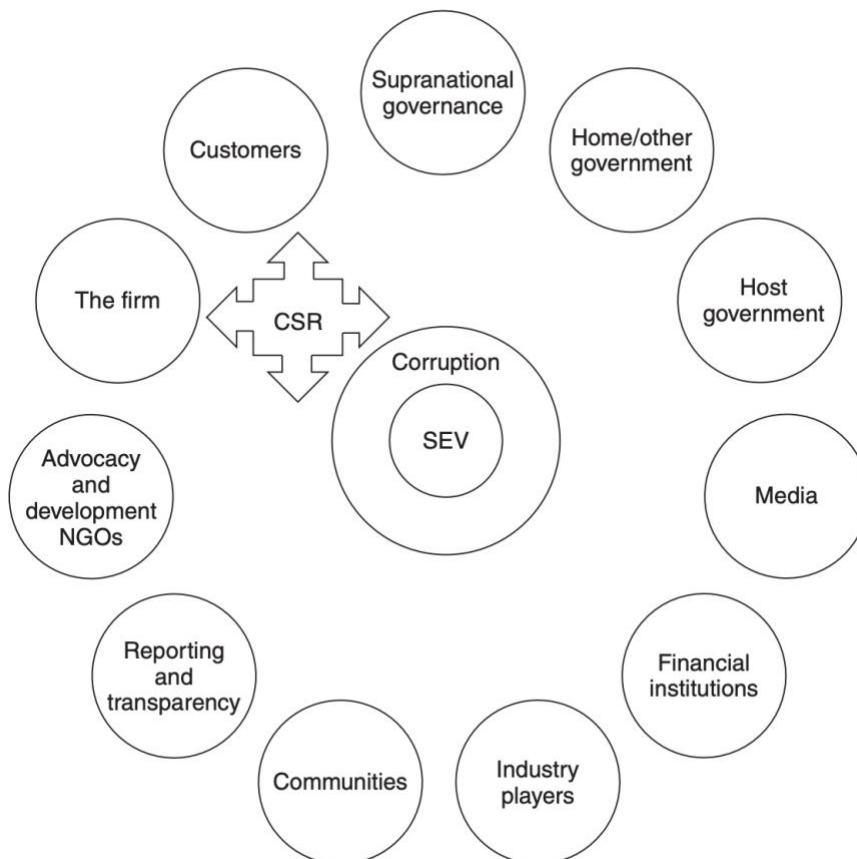 Supranational
governance
Customers
Home/other
government
The firm
CSR
Host
government
Corruption
SEV
Advocacy
and
development
NGOs
Media
Reporting
and
transparency
Financial
institutions
Communities
Industry
players